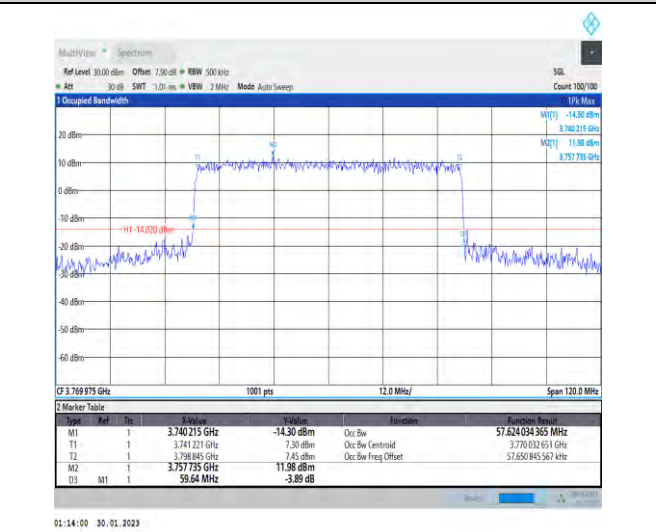 MultiView Spectrum
Ref Level 30.00 dBm Offset 7.90 dB RBW 500 kHz SGL
Att 30 dB SWT 1.01 ms VBW 2 MHz Mode Auto Sweep Count 100/100
1 Occupied Bandwidth 1Pk Max
M1[1] -14.30 dBm
3.740 215 GHz
M2[1] 11.98 dBm
3.757 735 GHz
20 dBm
M2
T1 T2
10 dBm
0 dBm
-10 dBm
M1
H1 -14.020 dBm
D3
-20 dBm
-30 dBm
-40 dBm
-50 dBm
-60 dBm
CF 3.769 975 GHz 1001 pts 12.0 MHz/ Span 120.0 MHz
2 Marker Table
Type Ref Trc X-Value Y-Value Function Function Result
M1 1 3.740 215 GHz -14.30 dBm Occ Bw 57.624 034 365 MHz
T1 1 3.741 221 GHz 7.30 dBm Occ Bw Centroid 3.770 032 651 GHz
T2 1 3.798 845 GHz 7.45 dBm Occ Bw Freq Offset 57.650 845 567 kHz
M2 1 3.757 735 GHz 11.98 dBm
D3 M1 1 59.64 MHz -3.89 dB
01:14:00 30.01.2023